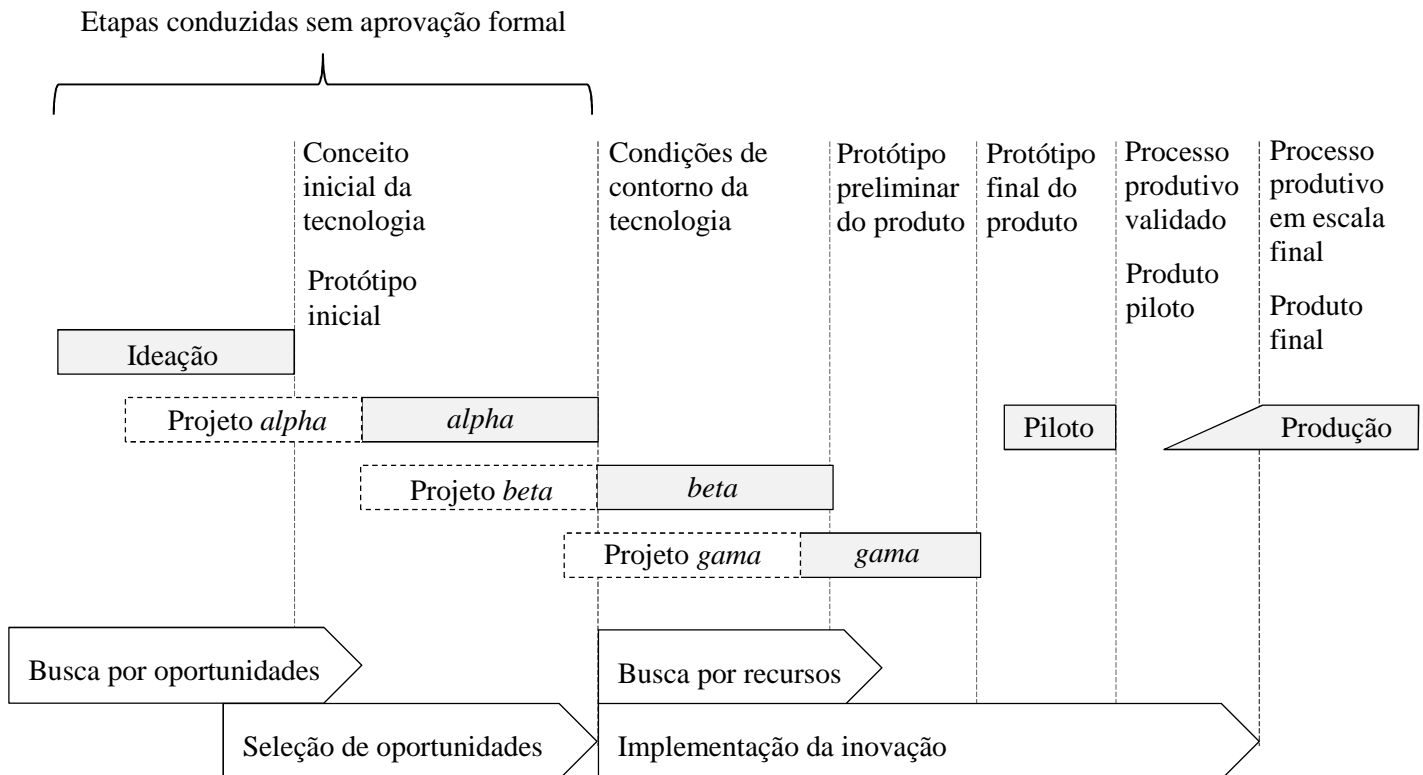 Etapas conduzidas sem aprovação formal
Conceito
inicial da
tecnologia
Protótipo
inicial
Condições de
contorno da
tecnologia
Protótipo
preliminar
do produto
Protótipo
final do
produto
Processo
produtivo
validado
Produto
piloto
Processo
produtivo
em escala
final
Produto
final
Ideação
Projeto alpha
alpha
Piloto
Produção
Projeto beta
beta
Projeto gama
gama
Busca por oportunidades
Busca por recursos
Seleção de oportunidades
Implementação da inovação